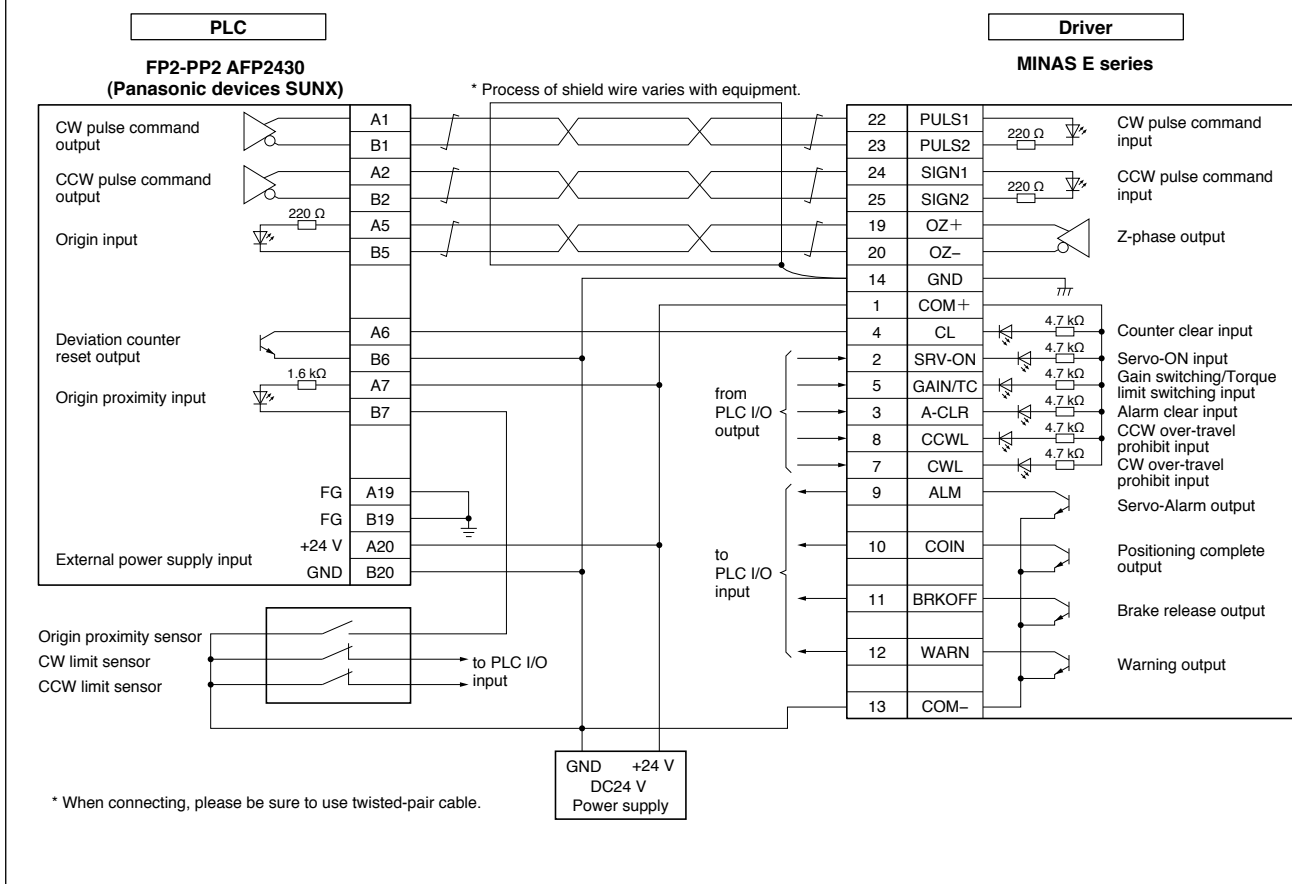 PLC
Driver
FP2-PP2 AFP2430
(Panasonic devices SUNX)
MINAS E series
* Process of shield wire varies with equipment.
CW pulse command
output
A1
B1
CCW pulse command
output
A2
B2
220 Ω
Origin input
A5
B5
Deviation counter
reset output
A6
B6
1.6 kΩ
Origin proximity input
A7
B7
FG A19
FG B19
+24 V A20
External power supply input
GND B20
22 PULS1
23 PULS2
220 Ω
CW pulse command
input
24 SIGN1
25 SIGN2
220 Ω
CCW pulse command
input
19 OZ+
20 OZ−
Z-phase output
14 GND
1 COM+
4 CL 4.7 kΩ Counter clear input
2 SRV-ON 4.7 kΩ Servo-ON input
5 GAIN/TC 4.7 kΩ Gain switching/Torque
limit switching input
3 A-CLR 4.7 kΩ Alarm clear input
8 CCWL 4.7 kΩ CCW over-travel
prohibit input
7 CWL 4.7 kΩ CW over-travel
prohibit input
from
PLC I/O
output
9 ALM Servo-Alarm output
10 COIN Positioning complete
output
11 BRKOFF Brake release output
12 WARN Warning output
13 COM−
to
PLC I/O
input
Origin proximity sensor
CW limit sensor
CCW limit sensor
to PLC I/O
input
GND +24 V
DC24 V
Power supply
* When connecting, please be sure to use twisted-pair cable.